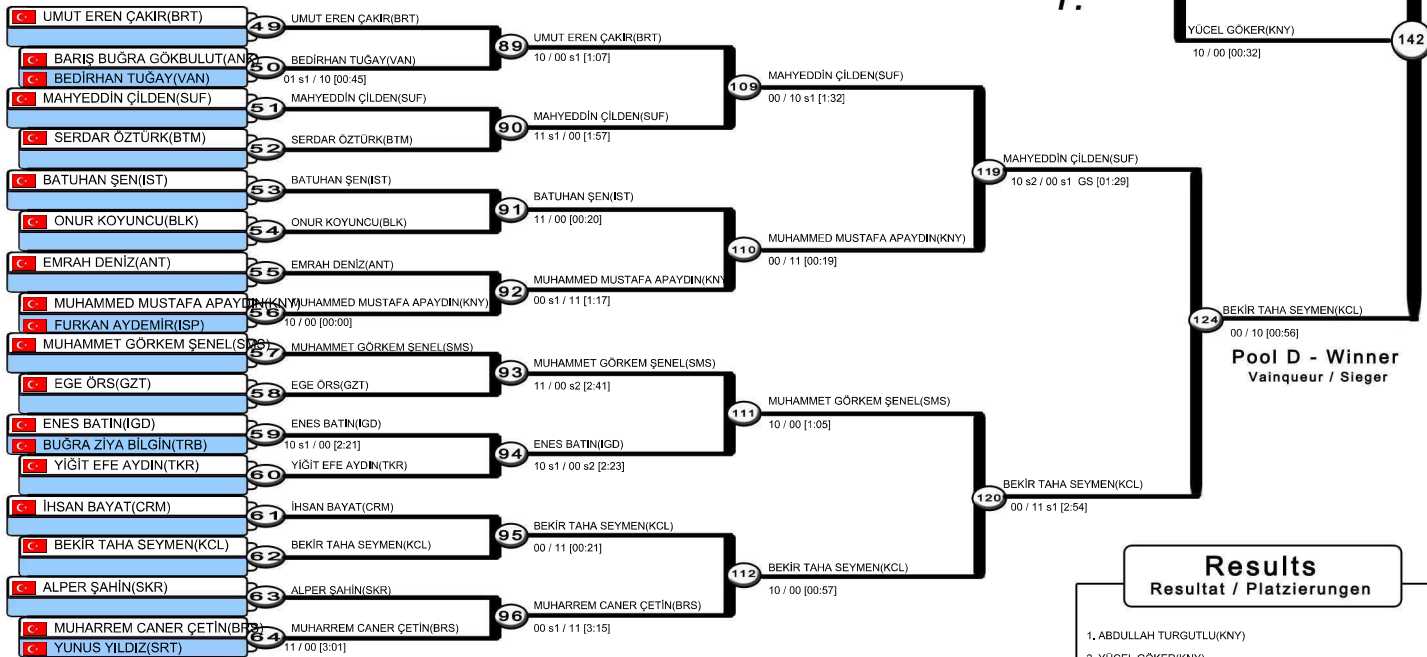 UMUT EREN ÇAKIR(BRT)
49
BARIŞ BUĞRA GÖKBULUT(ANK)
BEDİRHAN TUĞAY(VAN)
50
MAHYEDDİN ÇİLDEN(SUF)
51
SERDAR ÖZTÜRK(BTM)
52
BATUHAN ŞEN(IST)
53
ONUR KOYUNCU(BLK)
54
EMRAH DENİZ(ANT)
55
MUHAMMED MUSTAFA APAYDIN(KNY)
FURKAN AYDEMİR(ISP)
56
MUHAMMET GÖRKEM ŞENEL(SMS)
57
EGE ÖRS(GZT)
58
ENES BATIN(IGD)
BUĞRA ZİYA BİLGİN(TRB)
59
YİĞİT EFE AYDIN(TKR)
60
İHSAN BAYAT(CRM)
61
BEKİR TAHA SEYMEN(KCL)
62
ALPER ŞAHİN(SKR)
63
MUHARREM CANER ÇETİN(BRS)
YUNUS YILDIZ(SRT)
64
UMUT EREN ÇAKIR(BRT)
BEDİRHAN TUĞAY(VAN)
01 s1 / 10 [00:45]
89
MAHYEDDİN ÇİLDEN(SUF)
SERDAR ÖZTÜRK(BTM)
90
BATUHAN ŞEN(IST)
ONUR KOYUNCU(BLK)
91
EMRAH DENİZ(ANT)
MUHAMMED MUSTAFA APAYDIN(KNY)
10 / 00 [00:00]
92
MUHAMMET GÖRKEM ŞENEL(SMS)
EGE ÖRS(GZT)
93
ENES BATIN(IGD)
10 s1 / 00 [2:21]
YİĞİT EFE AYDIN(TKR)
94
İHSAN BAYAT(CRM)
BEKİR TAHA SEYMEN(KCL)
95
ALPER ŞAHİN(SKR)
MUHARREM CANER ÇETİN(BRS)
11 / 00 [3:01]
96
UMUT EREN ÇAKIR(BRT)
10 / 00 s1 [1:07]
MAHYEDDİN ÇİLDEN(SUF)
11 s1 / 00 [1:57]
109
BATUHAN ŞEN(IST)
11 / 00 [00:20]
MUHAMMED MUSTAFA APAYDIN(KNY
00 s1 / 11 [1:17]
110
MUHAMMET GÖRKEM ŞENEL(SMS)
11 / 00 s2 [2:41]
ENES BATIN(IGD)
10 s1 / 00 s2 [2:23]
111
BEKİR TAHA SEYMEN(KCL)
00 / 11 [00:21]
MUHARREM CANER ÇETİN(BRS)
00 s1 / 11 [3:15]
112
MAHYEDDİN ÇİLDEN(SUF)
00 / 10 s1 [1:32]
MUHAMMED MUSTAFA APAYDIN(KNY)
00 / 11 [00:19]
119
MUHAMMET GÖRKEM ŞENEL(SMS)
10 / 00 [1:05]
BEKİR TAHA SEYMEN(KCL)
10 / 00 [00:57]
120
MAHYEDDİN ÇİLDEN(SUF)
10 s2 / 00 s1 GS [01:29]
BEKİR TAHA SEYMEN(KCL)
00 / 11 s1 [2:54]
124
BEKİR TAHA SEYMEN(KCL)
00 / 10 [00:56]
Pool D - Winner
Vainqueur / Sieger
YÜCEL GÖKER(KNY)
10 / 00 [00:32]
142
Results
Resultat / Platzierungen
1. ABDULLAH TURGUTLU(KNY)
2. YÜCEL GÖKER(KNY)